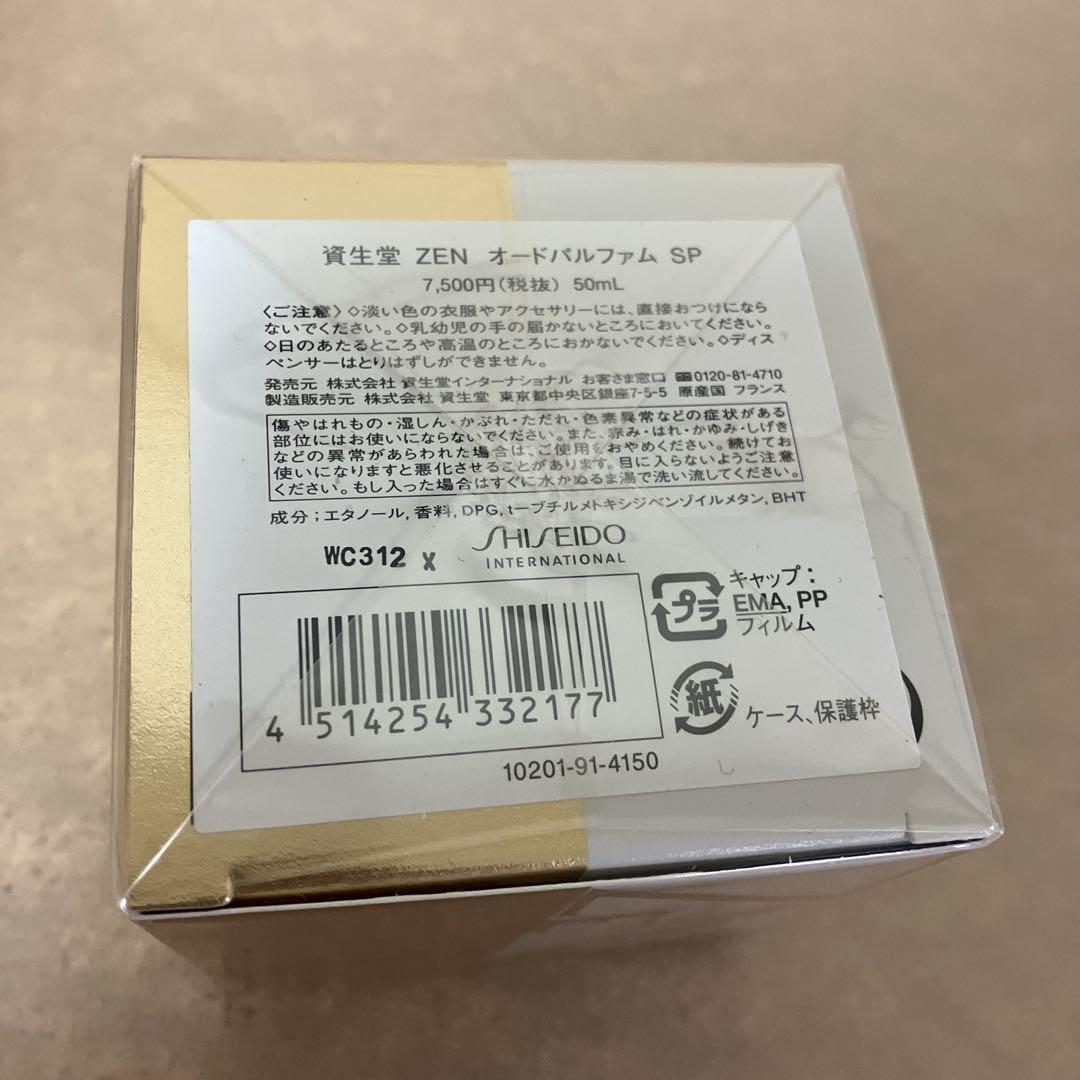 資生堂 ZEN オードパルファム SP
7,500円(税抜) 50mL
〈ご注意〉◇淡い色の衣服やアクセサリーには、直接おつけになら
ないでください。◇乳幼児の手の届かないところにおいてください。
◇日のあたるところや高温のところにおかないでください。◇ディス
ペンサーはとりはずしができません。
発売元 株式会社 資生堂インターナショナル お客さま窓口 0120-81-4710
製造販売元 株式会社 資生堂 東京都中央区銀座7-5-5 原産国 フランス
傷やはれもの・湿しん・かぶれ・ただれ・色素異常などの症状がある
部位にはお使いにならないでください。また、赤み・はれ・かゆみ・しげき
などの異常があらわれた場合は、ご使用をおやめください。続けてお
使いになりますと悪化させることがあります。目に入らないようご注意
ください。もし入った場合はすぐに水かぬるま湯で洗い流してください。
成分;エタノール,香料,DPG,t-ブチルメトキシジベンゾイルメタン,BHT
WC312 x
SHISEIDO
INTERNATIONAL
プラ
キャップ:
EMA, PP
フィルム
4 514254 332177
紙
ケース、保護枠
10201-91-4150